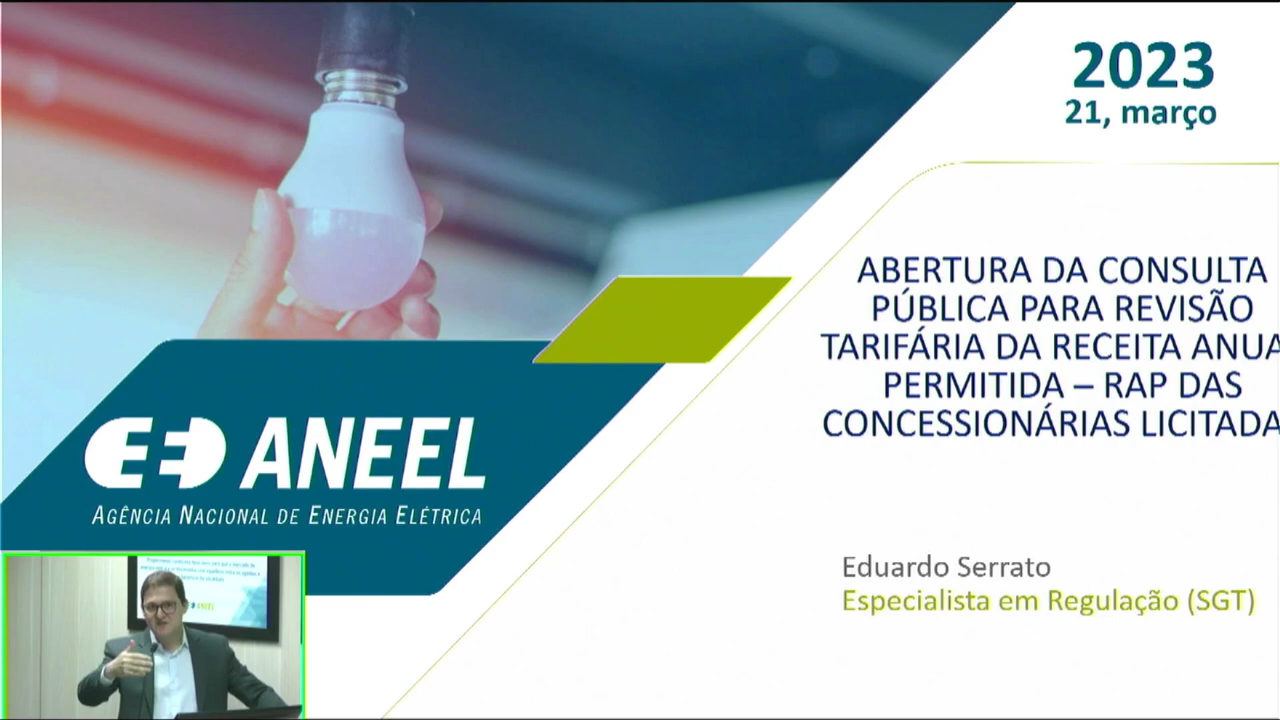 2023
21, março
ABERTURA DA CONSULTA
PÚBLICA PARA REVISÃO
TARIFÁRIA DA RECEITA ANUA
PERMITIDA – RAP DAS
CONCESSIONÁRIAS LICITADA
ANEEL
AGÊNCIA NACIONAL DE ENERGIA ELÉTRICA
Eduardo Serrato
Especialista em Regulação (SGT)
ANEEL